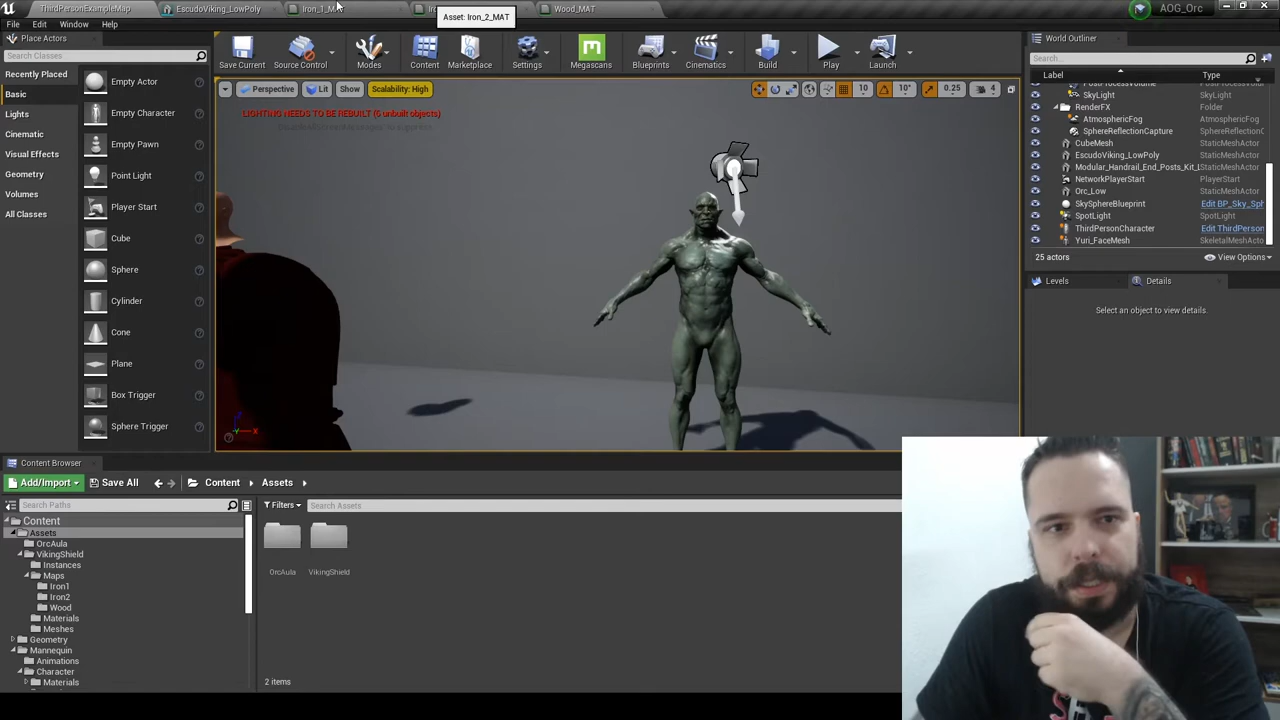 ThirdPersonExampleMap
EscudoViking_LowPoly
Iron_1_MAT
Wood_MAT
AOG_Orc
Asset: Iron_2_MAT
File
Edit
Window
Help
Place Actors
Search Classes
Recently Placed
Basic
Lights
Cinematic
Visual Effects
Geometry
Volumes
All Classes
Empty Actor
Empty Character
Empty Pawn
Point Light
Player Start
Cube
Sphere
Cylinder
Cone
Plane
Box Trigger
Sphere Trigger
Save Current
Source Control
Modes
Content
Marketplace
Settings
Megascans
Blueprints
Cinematics
Build
Play
Launch
Perspective
Lit
Show
Scalability: High
10
10°
0.25
4
LIGHTING NEEDS TO BE REBUILT (6 unbuilt objects)
World Outliner
Search...
Label
Type
SkyLight SkyLight
RenderFX Folder
AtmosphericFog AtmosphericFog
SphereReflectionCapture SphereReflectionC
CubeMesh StaticMeshActor
EscudoViking_LowPoly StaticMeshActor
Modular_Handrail_End_Posts_Kit_ StaticMeshActor
NetworkPlayerStart PlayerStart
Orc_Low StaticMeshActor
SkySphereBlueprint Edit BP_Sky_Sph
SpotLight SpotLight
ThirdPersonCharacter Edit ThirdPerson
Yuri_FaceMesh SkeletalMeshActo
25 actors
View Options
Levels
Details
Select an object to view details.
Content Browser
Add/Import
Save All
Content
Assets
Search Paths
Filters
Search Assets
Content
Assets
OrcAula
VikingShield
Instances
Maps
Iron1
Iron2
Wood
Materials
Meshes
Geometry
Mannequin
Animations
Character
Materials
OrcAula
VikingShield
2 items